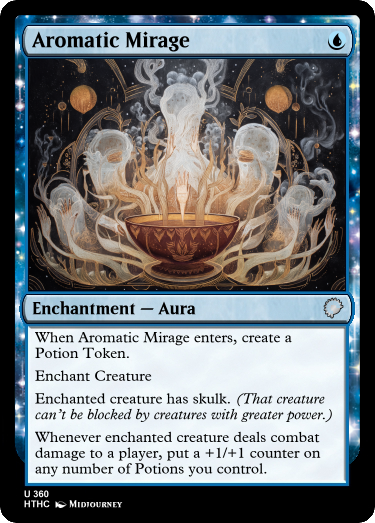 Aromatic Mirage
Enchantment — Aura
When Aromatic Mirage enters, create a
Potion Token.
Enchant Creature
Enchanted creature has skulk. (That creature
can't be blocked by creatures with greater power.)
Whenever enchanted creature deals combat
damage to a player, put a +1/+1 counter on
any number of Potions you control.
U 360
HTHC Midjourney